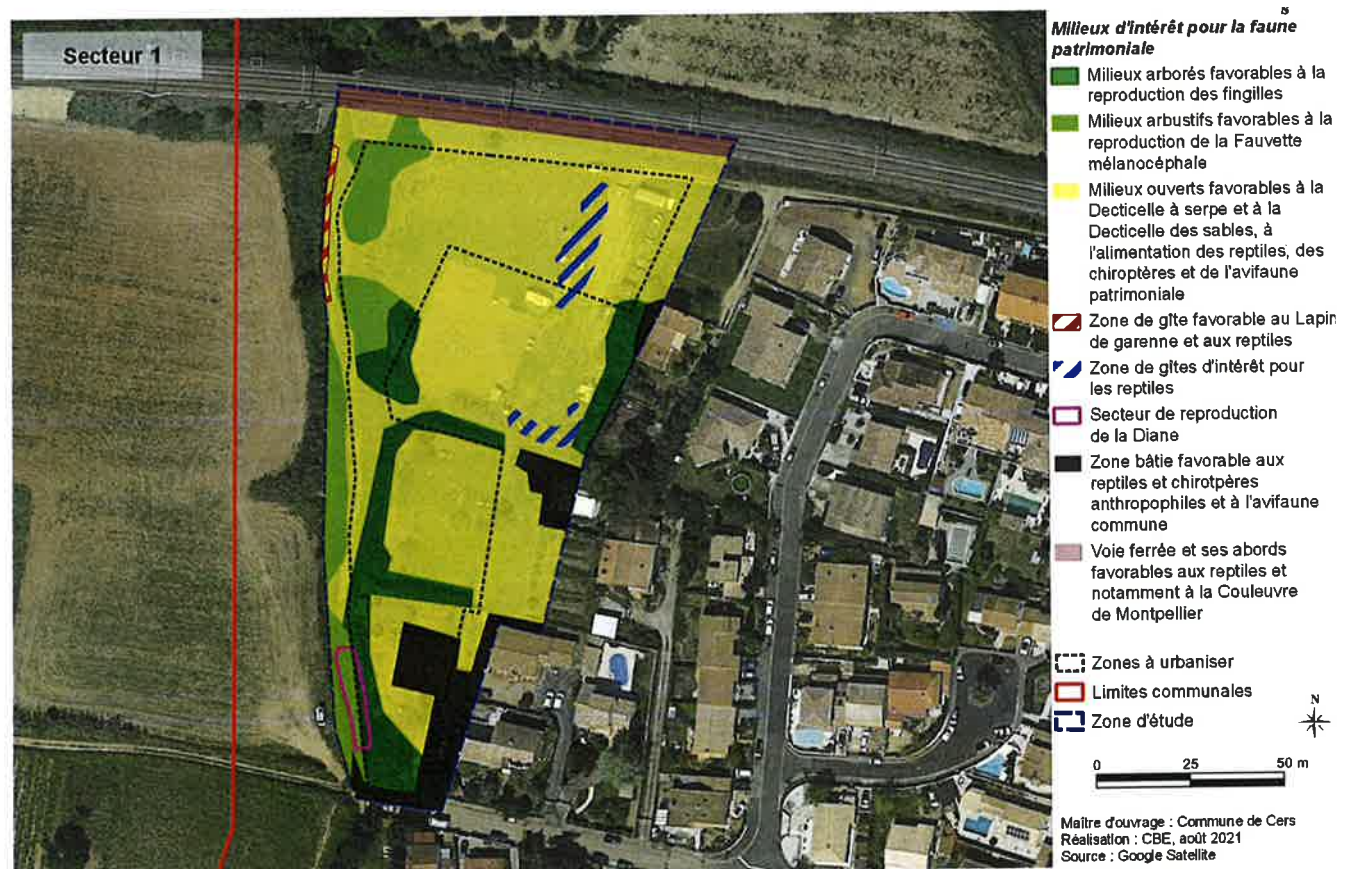 Secteur 1
Milieux d'intérêt pour la faune
patrimoniale
Milieux arborés favorables à la
reproduction des fingilles
Milieux arbustifs favorables à la
reproduction de la Fauvette
mélanocéphale
Milieux ouverts favorables à la
Decticelle à serpe et à la
Decticelle des sables, à
l'alimentation des reptiles, des
chiroptères et de l'avifaune
patrimoniale
Zone de gîte favorable au Lapin
de garenne et aux reptiles
Zone de gîtes d'intérêt pour
les reptiles
Secteur de reproduction
de la Diane
Zone bâtie favorable aux
reptiles et chirotpères
anthropophiles et à l'avifaune
commune
Voie ferrée et ses abords
favorables aux reptiles et
notamment à la Couleuvre
de Montpellier
Zones à urbaniser
Limites communales
Zone d'étude
N
0 25 50 m
Maître d'ouvrage : Commune de Cers
Réalisation : CBE, août 2021
Source : Google Satellite